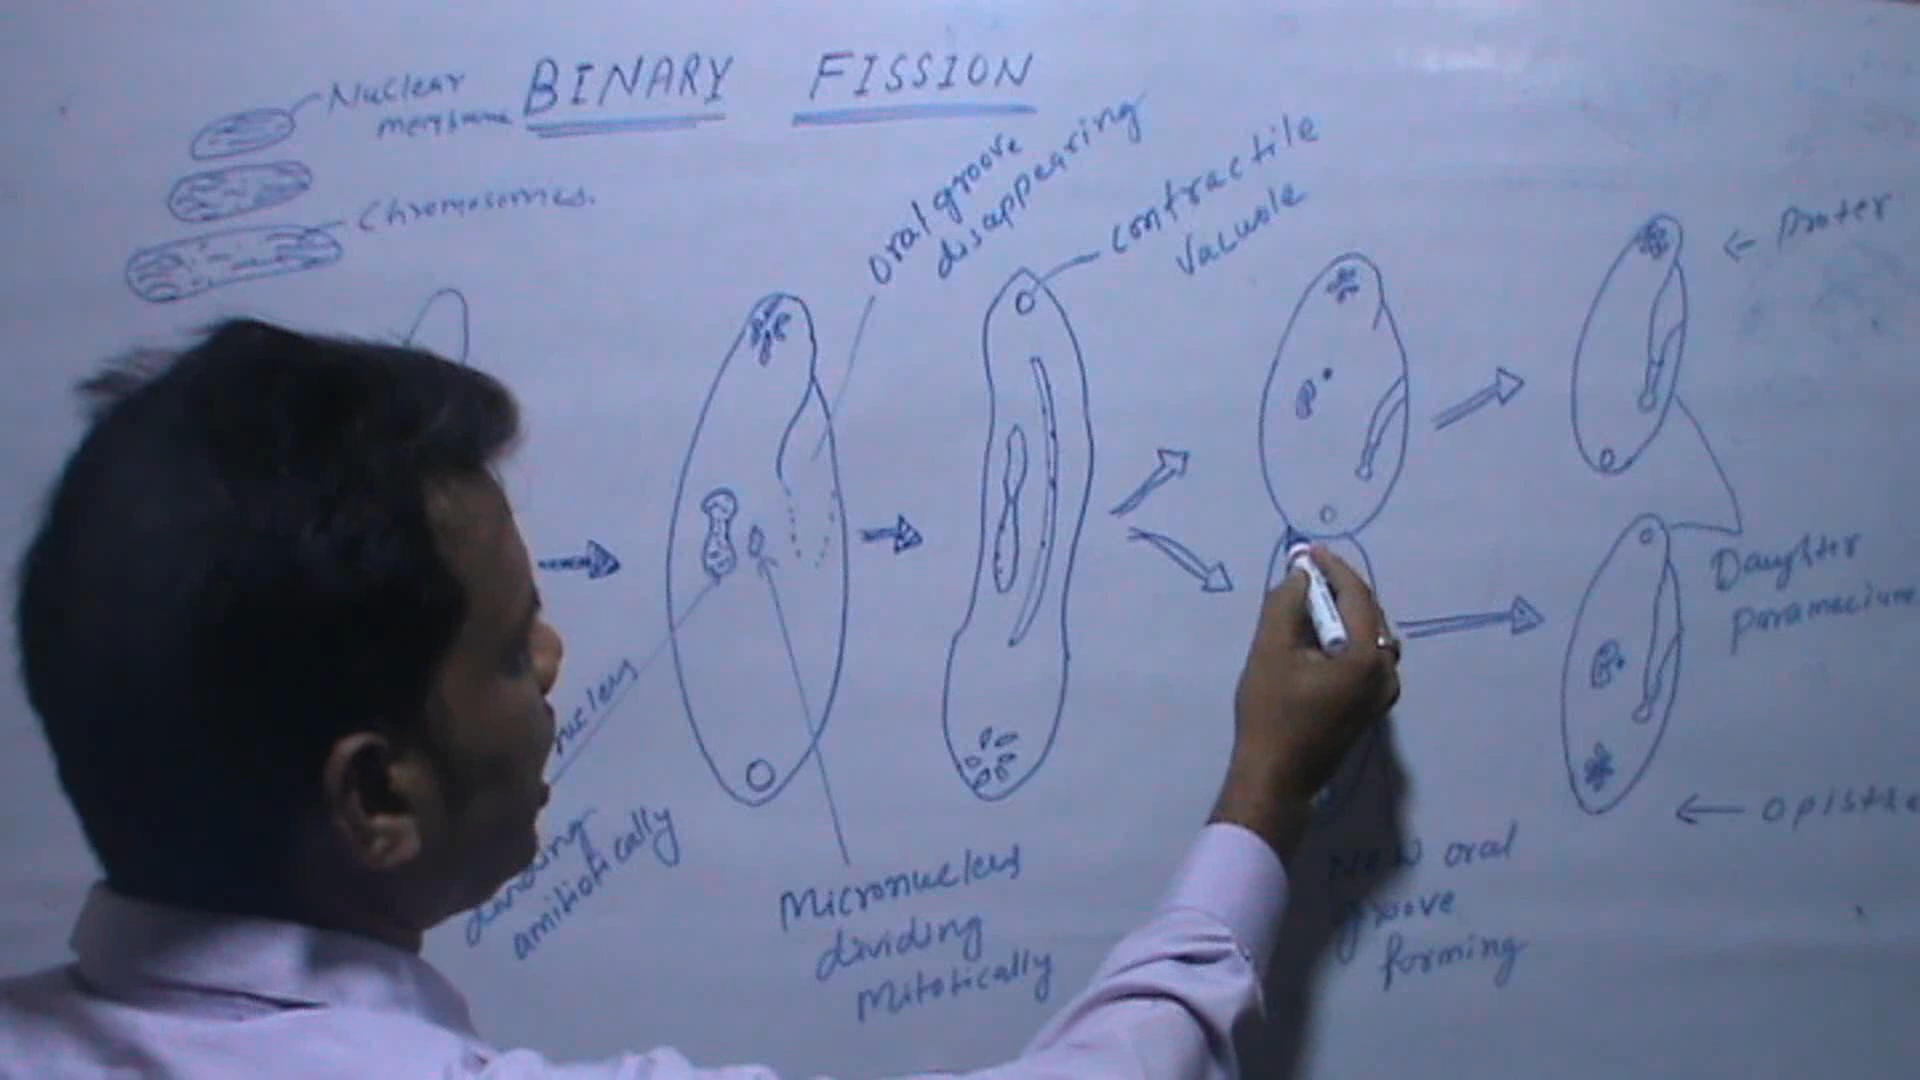 BINARY FISSION
Nuclear
membrane
Chromosomes.
Oral groove
disappearing
contractile
Vacuole
← Proter
Daughter
paramecium
nucleus
dividing
amitotically
Micronucleus
dividing
Mitotically
New oral
groove
forming